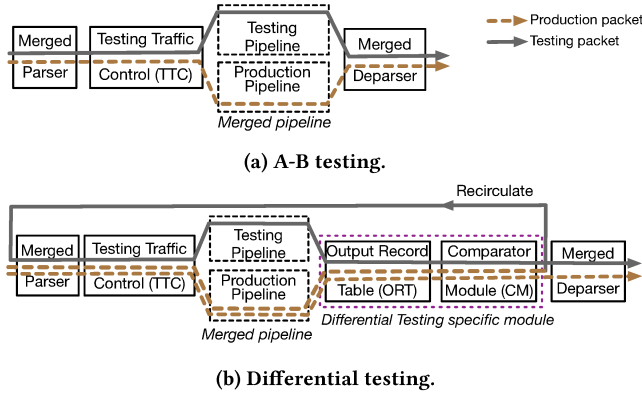 Production packet
Testing packet
Merged
Parser
Testing Traffic
Control (TTC)
Testing
Pipeline
Production
Pipeline
Merged pipeline
Merged
Deparser
(a) A-B testing.
Recirculate
Merged
Parser
Testing Traffic
Control (TTC)
Testing
Pipeline
Production
Pipeline
Merged pipeline
Output Record
Table (ORT)
Comparator
Module (CM)
Differential Testing specific module
Merged
Deparser
(b) Differential testing.